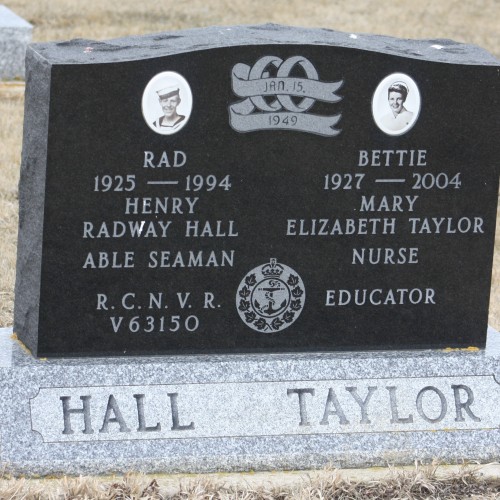 JAN. 15,
1949
RAD
1925 — 1994
HENRY
RADWAY HALL
ABLE SEAMAN
R. C. N. V. R.
V 63150
BETTIE
1927 — 2004
MARY
ELIZABETH TAYLOR
NURSE
EDUCATOR
HALL TAYLOR